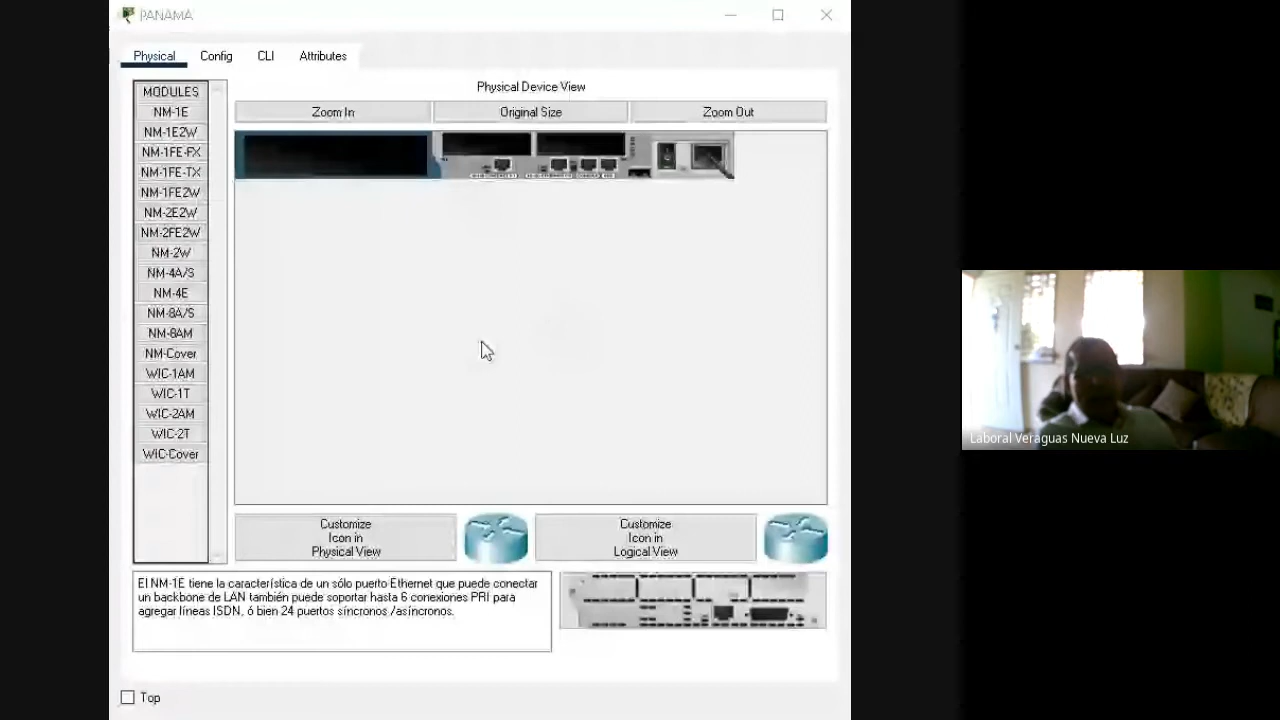 PANAMA
Physical Config CLI Attributes
MODULES
NM-1E
NM-1E2W
NM-1FE-FX
NM-1FE-TX
NM-1FE2W
NM-2E2W
NM-2FE2W
NM-2W
NM-4A/S
NM-4E
NM-8A/S
NM-8AM
NM-Cover
WIC-1AM
WIC-1T
WIC-2AM
WIC-2T
WIC-Cover
Physical Device View
Zoom In Original Size Zoom Out
Customize
Icon in
Physical View
Customize
Icon in
Logical View
El NM-1E tiene la característica de un sólo puerto Ethernet que puede conectar
un backbone de LAN también puede soportar hasta 6 conexiones PRI para
agregar líneas ISDN, ó bien 24 puertos síncronos /asíncronos.
Top
Laboral Veraguas Nueva Luz